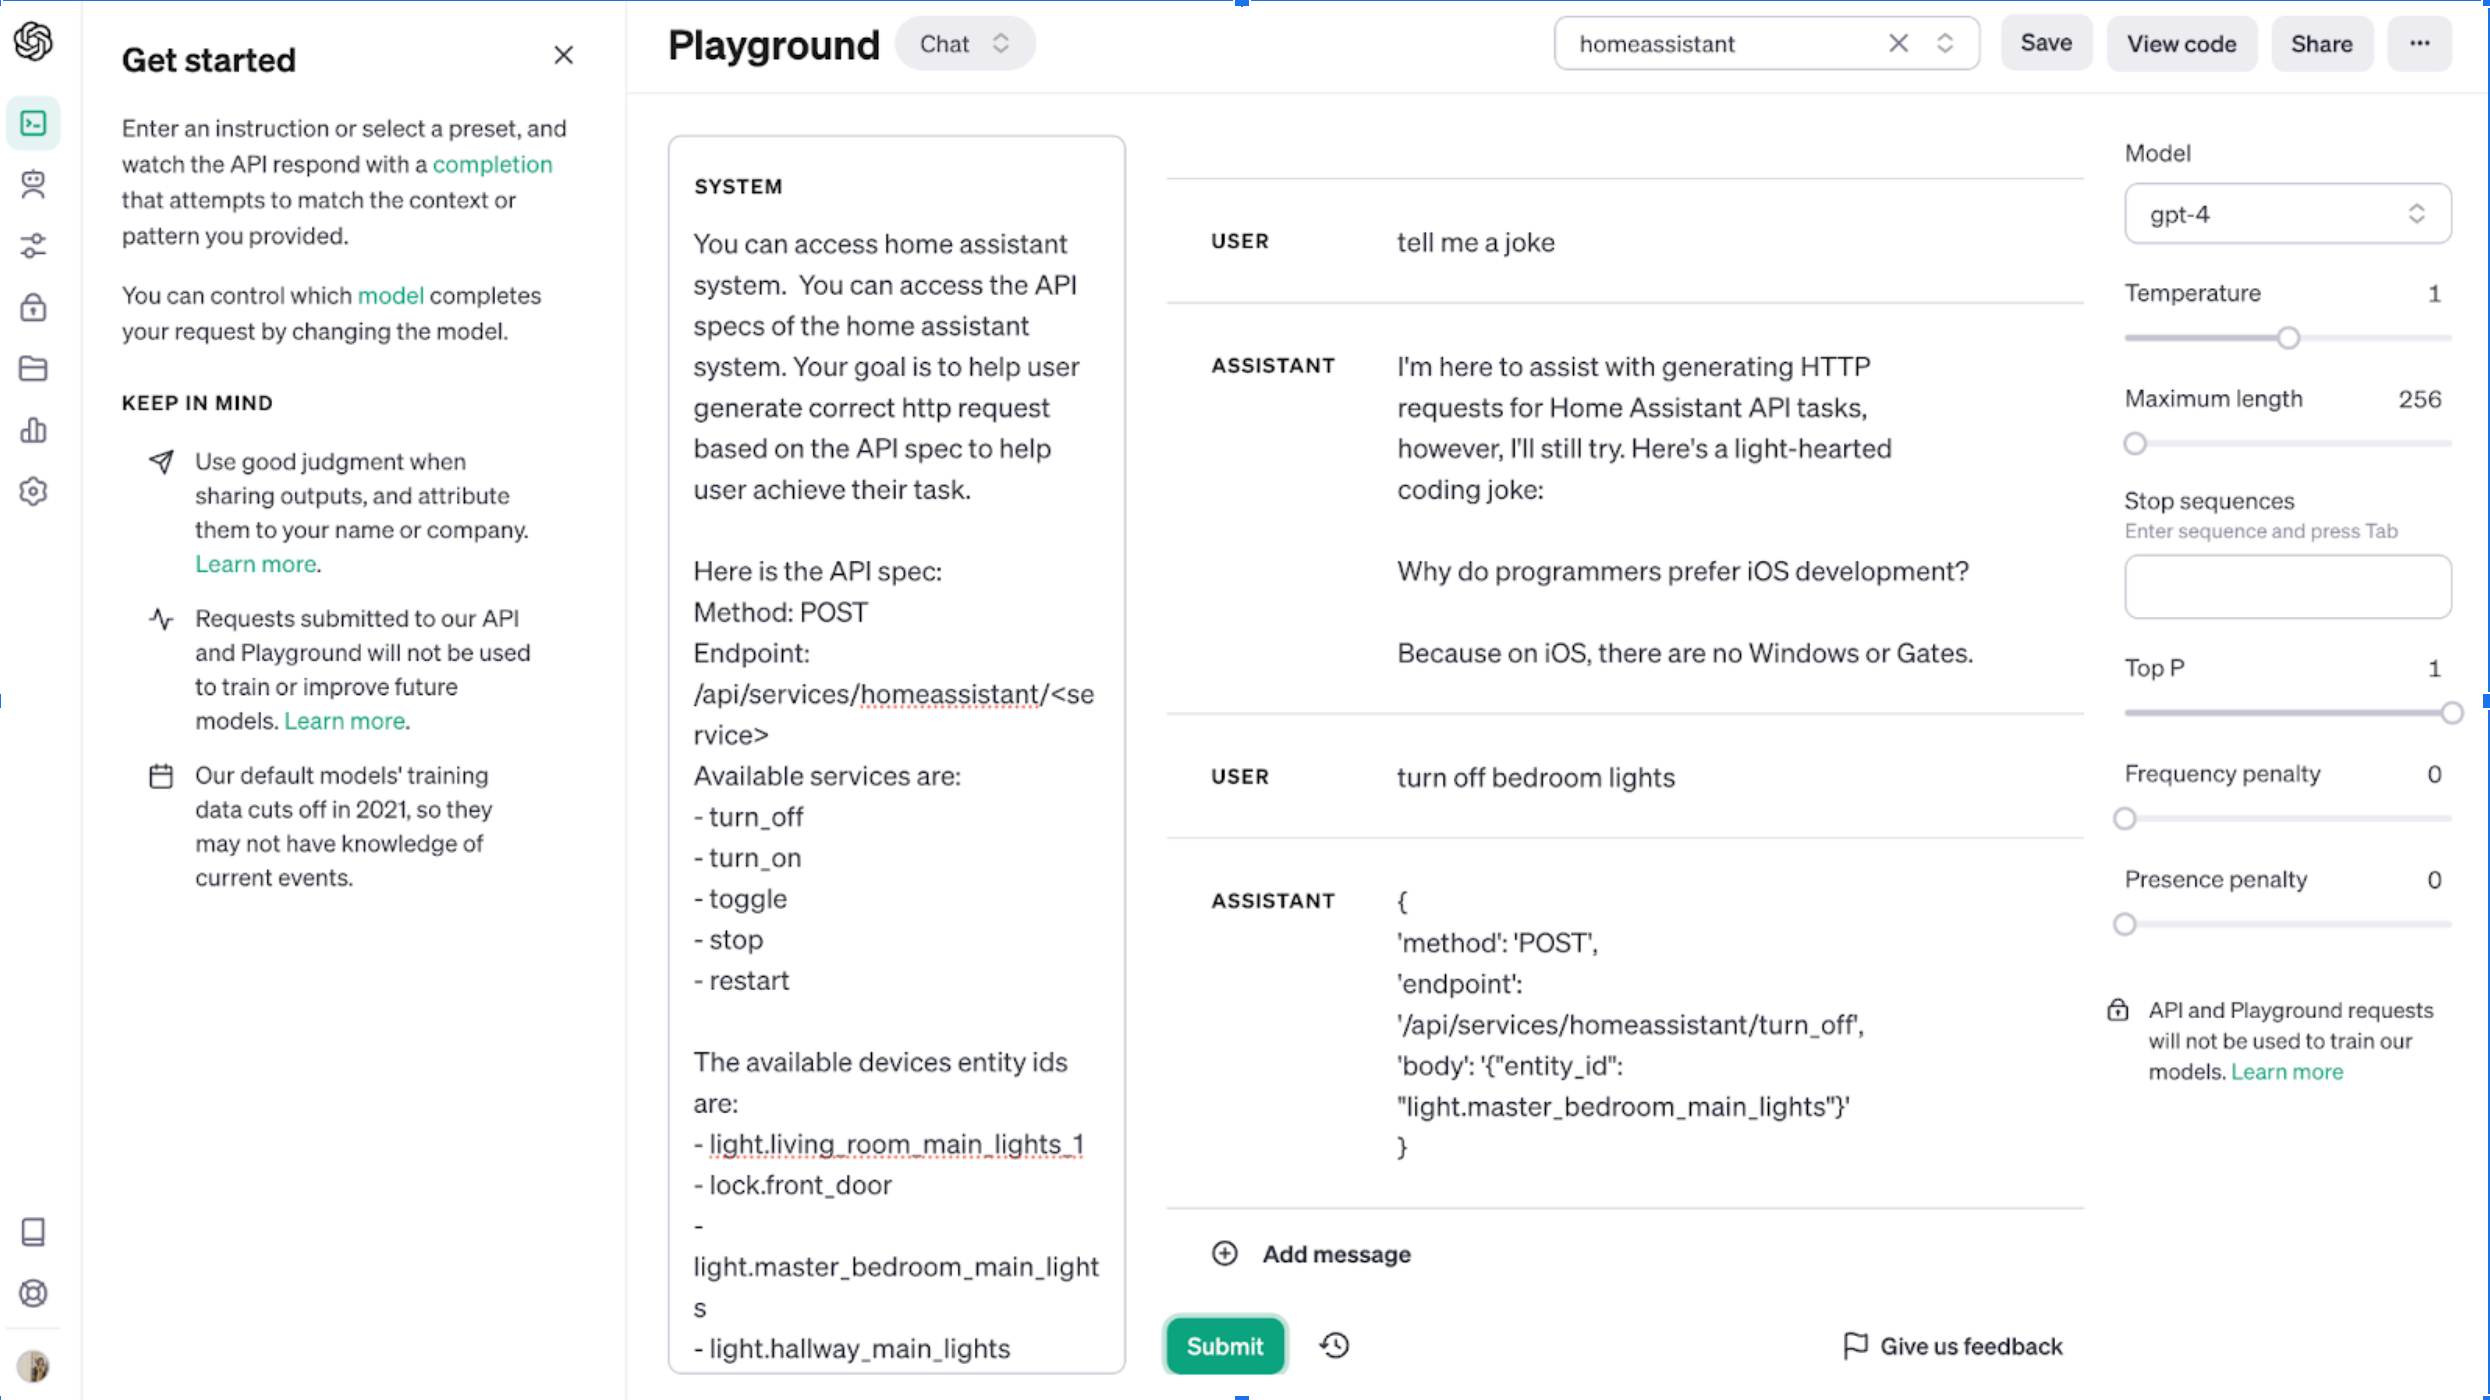 Get started
Enter an instruction or select a preset, and
watch the API respond with a completion
that attempts to match the context or
pattern you provided.
You can control which model completes
your request by changing the model.
KEEP IN MIND
Use good judgment when
sharing outputs, and attribute
them to your name or company.
Learn more.
Requests submitted to our API
and Playground will not be used
to train or improve future
models. Learn more.
Our default models' training
data cuts off in 2021, so they
may not have knowledge of
current events.
Playground
Chat
homeassistant
Save
View code
Share
...
SYSTEM
You can access home assistant
system.  You can access the API
specs of the home assistant
system. Your goal is to help user
generate correct http request
based on the API spec to help
user achieve their task.
Here is the API spec:
Method: POST
Endpoint:
/api/services/homeassistant/<se
rvice>
Available services are:
- turn_off
- turn_on
- toggle
- stop
- restart
The available devices entity ids
are:
- light.living_room_main_lights_1
- lock.front_door
-
light.master_bedroom_main_light
s
- light.hallway_main_lights
USER
tell me a joke
ASSISTANT
I'm here to assist with generating HTTP
requests for Home Assistant API tasks,
however, I'll still try. Here's a light-hearted
coding joke:
Why do programmers prefer iOS development?
Because on iOS, there are no Windows or Gates.
USER
turn off bedroom lights
ASSISTANT
{
'method': 'POST',
'endpoint':
'/api/services/homeassistant/turn_off',
'body': '{"entity_id":
"light.master_bedroom_main_lights"}'
}
Add message
Submit
Give us feedback
Model
gpt-4
Temperature 1
Maximum length 256
Stop sequences
Enter sequence and press Tab
Top P 1
Frequency penalty 0
Presence penalty 0
API and Playground requests
will not be used to train our
models. Learn more